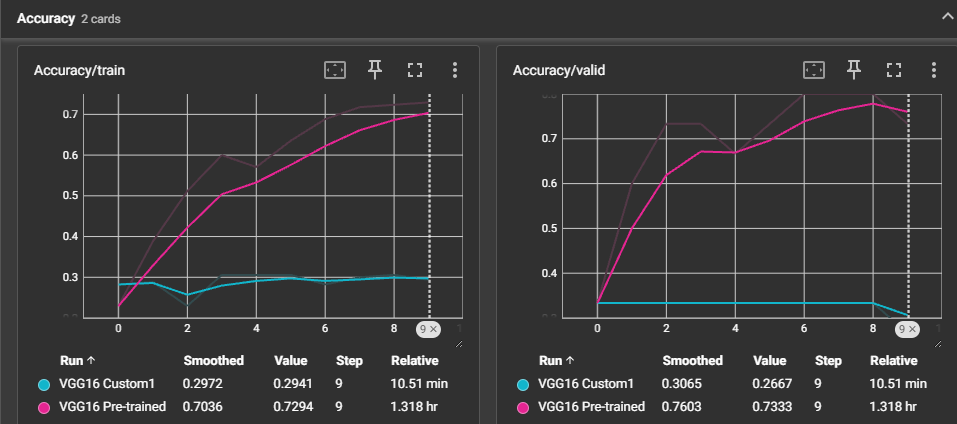 Accuracy 2 cards
Accuracy/train
0.7
0.6
0.5
0.4
0.3
0 2 4 6 8 9 ×
Run ↑ Smoothed Value Step Relative
VGG16 Custom1 0.2972 0.2941 9 10.51 min
VGG16 Pre-trained 0.7036 0.7294 9 1.318 hr
Accuracy/valid
0.7
0.6
0.5
0.4
0 2 4 6 8 9 ×
Run ↑ Smoothed Value Step Relative
VGG16 Custom1 0.3065 0.2667 9 10.51 min
VGG16 Pre-trained 0.7603 0.7333 9 1.318 hr